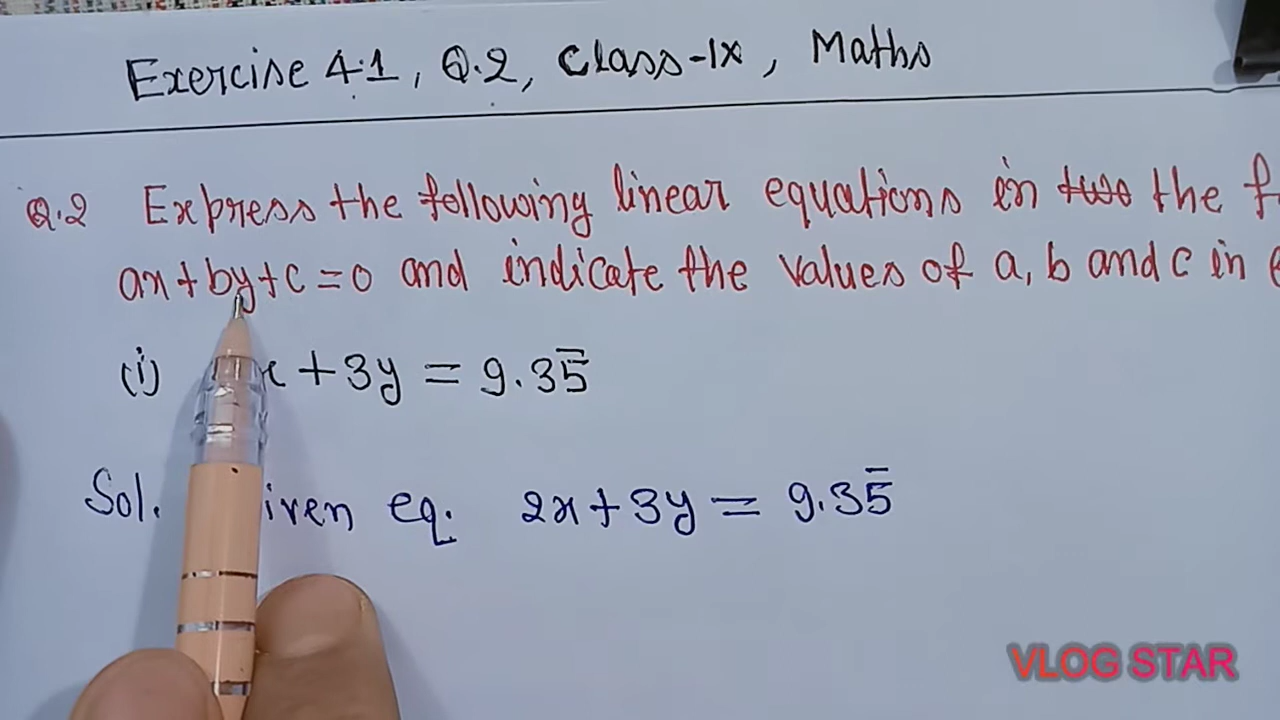 Exercise 4.1, Q.2, Class-IX, Maths
Q.2 Express the following linear equations in two the
ax+by+c=0 and indicate the values of a, b and c in
(i) x+3y = 9.35̅
Sol. iven eq. 2x+3y = 9.35̅
VLOG STAR